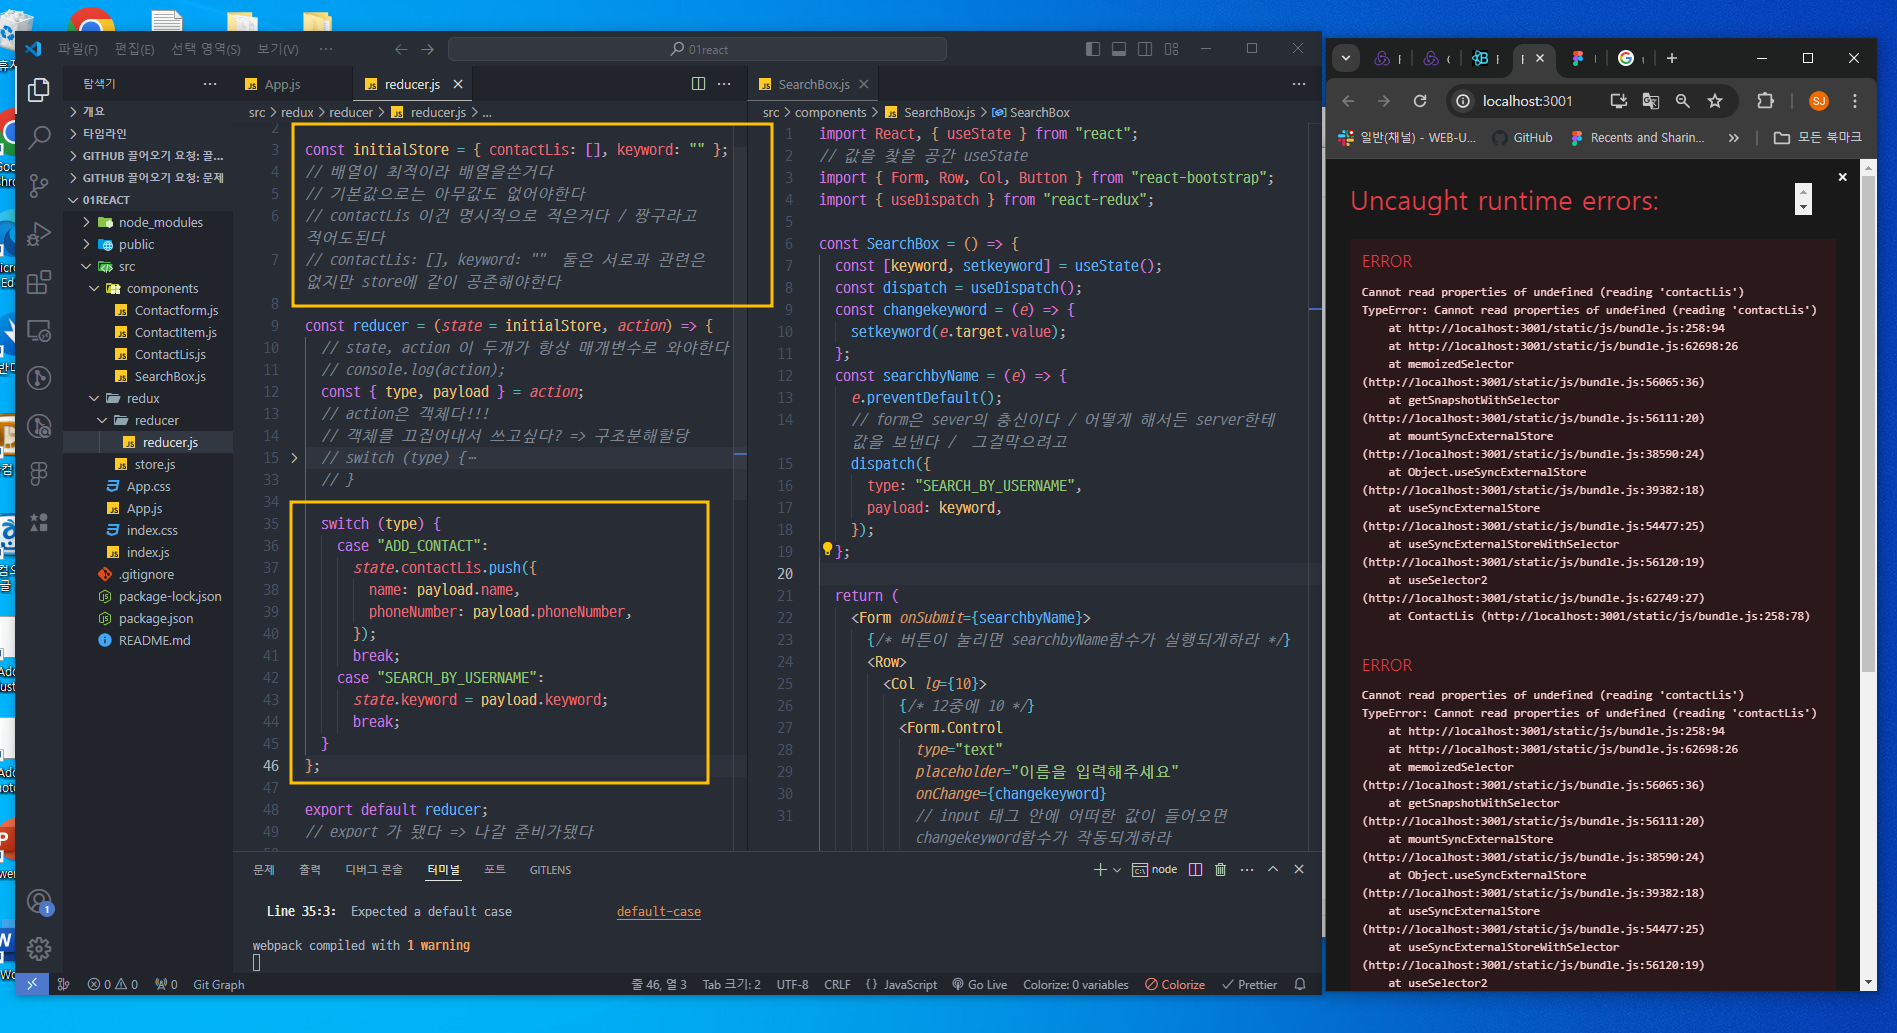 파일(F) 편집(E) 선택 영역(S) 보기(V) ··· 01react
탐색기 ···
개요
타임라인
GITHUB 끌어오기 요청: 끌...
GITHUB 끌어오기 요청: 문제
01REACT
node_modules
public
src
components
Contactform.js
ContactItem.js
ContactLis.js
SearchBox.js
redux
reducer
reducer.js
store.js
App.css
App.js
index.css
index.js
.gitignore
package-lock.json
package.json
README.md
App.js reducer.js
src > redux > reducer > reducer.js > ...
2
3 const initialStore = { contactLis: [], keyword: "" };
4 // 배열이 최적이라 배열을쓴거다
5 // 기본값으로는 아무값도 없어야한다
6 // contactLis 이건 명시적으로 적은거다 / 짱구라고
적어도된다
7 // contactLis: [], keyword: "" 둘은 서로과 관련은
없지만 store에 같이 공존해야한다
8
9 const reducer = (state = initialStore, action) => {
10 // state, action 이 두개가 항상 매개변수로 와야한다
11 // console.log(action);
12 const { type, payload } = action;
13 // action은 객체다!!!
14 // 객체를 끄집어내서 쓰고싶다? => 구조분해할당
15 // switch (type) {···
33 // }
34
35 switch (type) {
36 case "ADD_CONTACT":
37 state.contactLis.push({
38 name: payload.name,
39 phoneNumber: payload.phoneNumber,
40 });
41 break;
42 case "SEARCH_BY_USERNAME":
43 state.keyword = payload.keyword;
44 break;
45 }
46 };
47
48 export default reducer;
49 // export 가 됐다 => 나갈 준비가됐다
SearchBox.js
src > components > SearchBox.js > SearchBox
1 import React, { useState } from "react";
2 // 값을 찾을 공간 useState
3 import { Form, Row, Col, Button } from "react-bootstrap";
4 import { useDispatch } from "react-redux";
5
6 const SearchBox = () => {
7 const [keyword, setkeyword] = useState();
8 const dispatch = useDispatch();
9 const changekeyword = (e) => {
10 setkeyword(e.target.value);
11 };
12 const searchbyName = (e) => {
13 e.preventDefault();
14 // form은 sever의 충신이다 / 어떻게 해서든 server한테
값을 보낸다 / 그걸막으려고
15 dispatch({
16 type: "SEARCH_BY_USERNAME",
17 payload: keyword,
18 });
19 };
20
21 return (
22 <Form onSubmit={searchbyName}>
23 {/* 버튼이 눌리면 searchbyName함수가 실행되게하라 */}
24 <Row>
25 <Col lg={10}>
26 {/* 12중에 10 */}
27 <Form.Control
28 type="text"
29 placeholder="이름을 입력해주세요"
30 onChange={changekeyword}
31 // input 태그 안에 어떠한 값이 들어오면
changekeyword함수가 작동되게하라
문제 출력 디버그 콘솔 터미널 포트 GITLENS node
Line 35:3: Expected a default case default-case
webpack compiled with 1 warning
0 0 0 Git Graph 줄 46, 열 3 Tab 크기: 2 UTF-8 CRLF {} JavaScript Go Live Colorize: 0 variables Colorize Prettier
localhost:3001 SJ
일반(채널) - WEB-U... GitHub Recents and Sharin... » 모든 북마크
Uncaught runtime errors:
ERROR
Cannot read properties of undefined (reading 'contactLis')
TypeError: Cannot read properties of undefined (reading 'contactLis')
at http://localhost:3001/static/js/bundle.js:258:94
at http://localhost:3001/static/js/bundle.js:62698:26
at memoizedSelector
(http://localhost:3001/static/js/bundle.js:56065:36)
at getSnapshotWithSelector
(http://localhost:3001/static/js/bundle.js:56111:20)
at mountSyncExternalStore
(http://localhost:3001/static/js/bundle.js:38590:24)
at Object.useSyncExternalStore
(http://localhost:3001/static/js/bundle.js:39382:18)
at useSyncExternalStore
(http://localhost:3001/static/js/bundle.js:54477:25)
at useSyncExternalStoreWithSelector
(http://localhost:3001/static/js/bundle.js:56120:19)
at useSelector2
(http://localhost:3001/static/js/bundle.js:62749:27)
at ContactLis (http://localhost:3001/static/js/bundle.js:258:78)
ERROR
Cannot read properties of undefined (reading 'contactLis')
TypeError: Cannot read properties of undefined (reading 'contactLis')
at http://localhost:3001/static/js/bundle.js:258:94
at http://localhost:3001/static/js/bundle.js:62698:26
at memoizedSelector
(http://localhost:3001/static/js/bundle.js:56065:36)
at getSnapshotWithSelector
(http://localhost:3001/static/js/bundle.js:56111:20)
at mountSyncExternalStore
(http://localhost:3001/static/js/bundle.js:38590:24)
at Object.useSyncExternalStore
(http://localhost:3001/static/js/bundle.js:39382:18)
at useSyncExternalStore
(http://localhost:3001/static/js/bundle.js:54477:25)
at useSyncExternalStoreWithSelector
(http://localhost:3001/static/js/bundle.js:56120:19)
at useSelector2